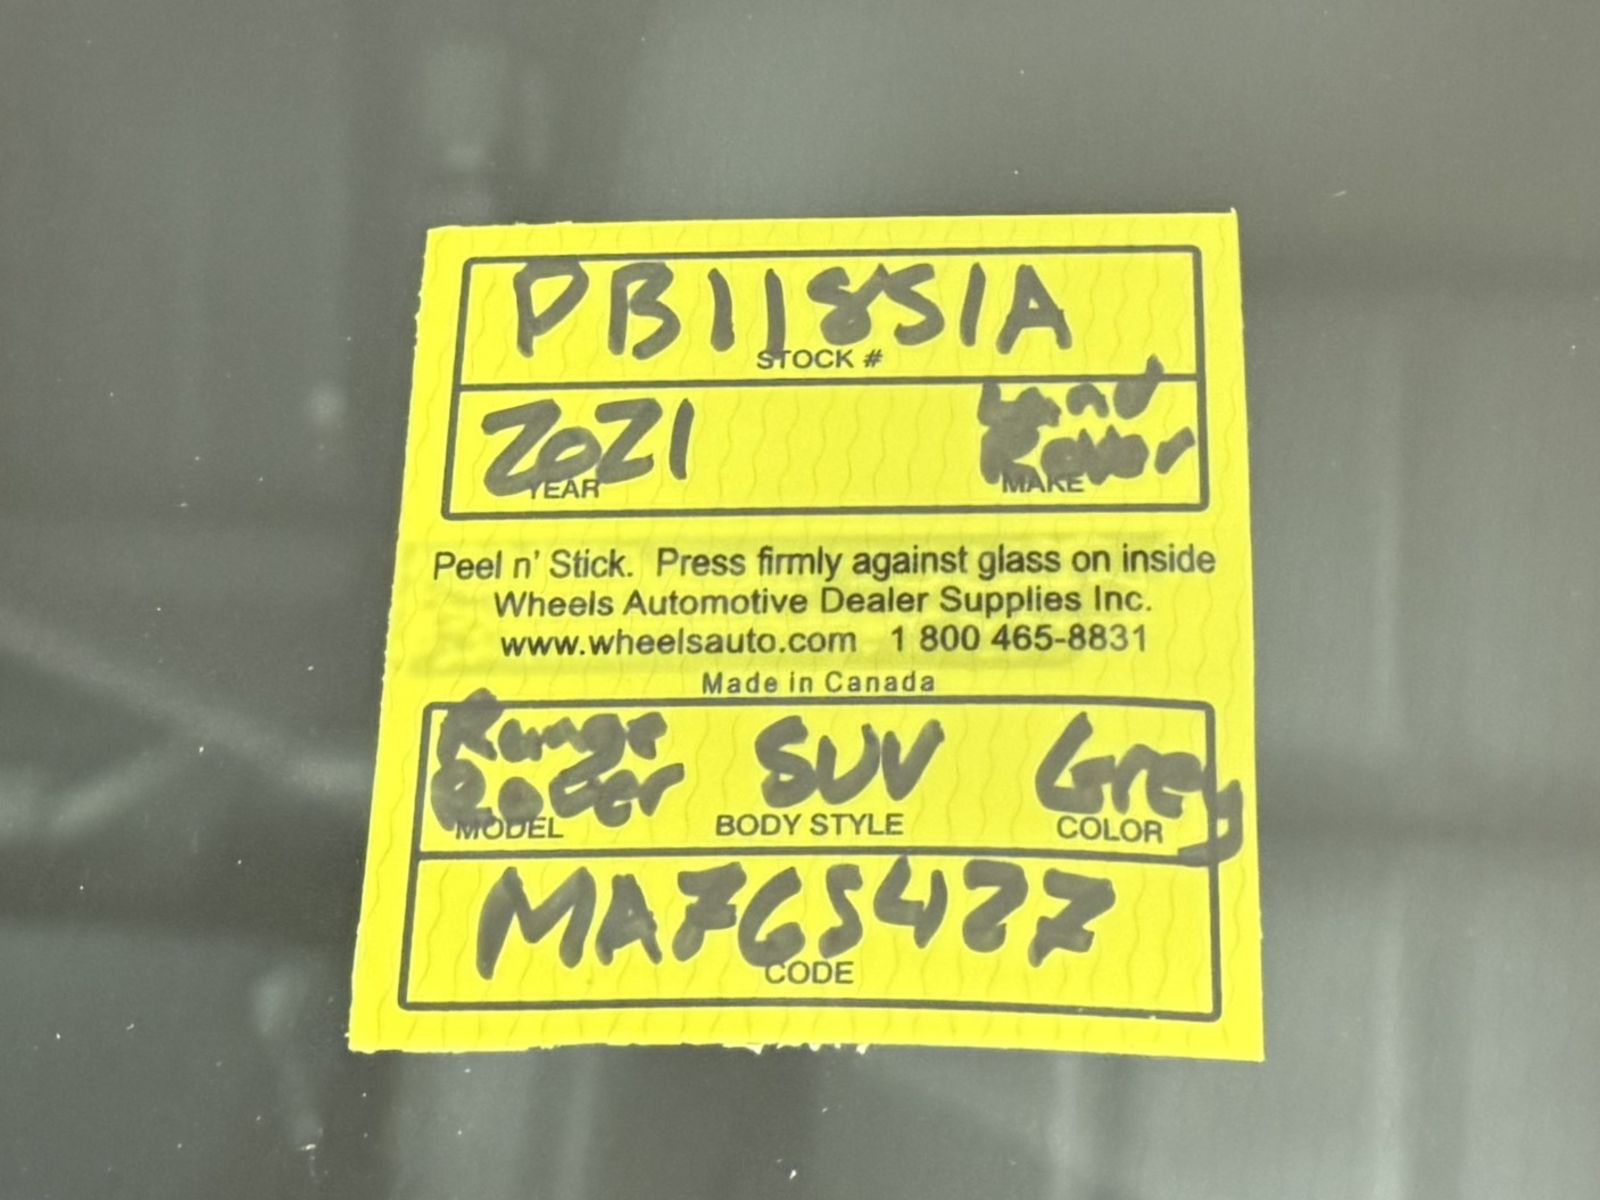 PB11851A
STOCK #
2021
Land Rover
YEAR
MAKE
Peel n' Stick. Press firmly against glass on inside
Wheels Automotive Dealer Supplies Inc.
www.wheelsauto.com 1 800 465-8831
Made in Canada
Range Rover
SUV
Grey
MODEL
BODY STYLE
COLOR
MA765427
CODE